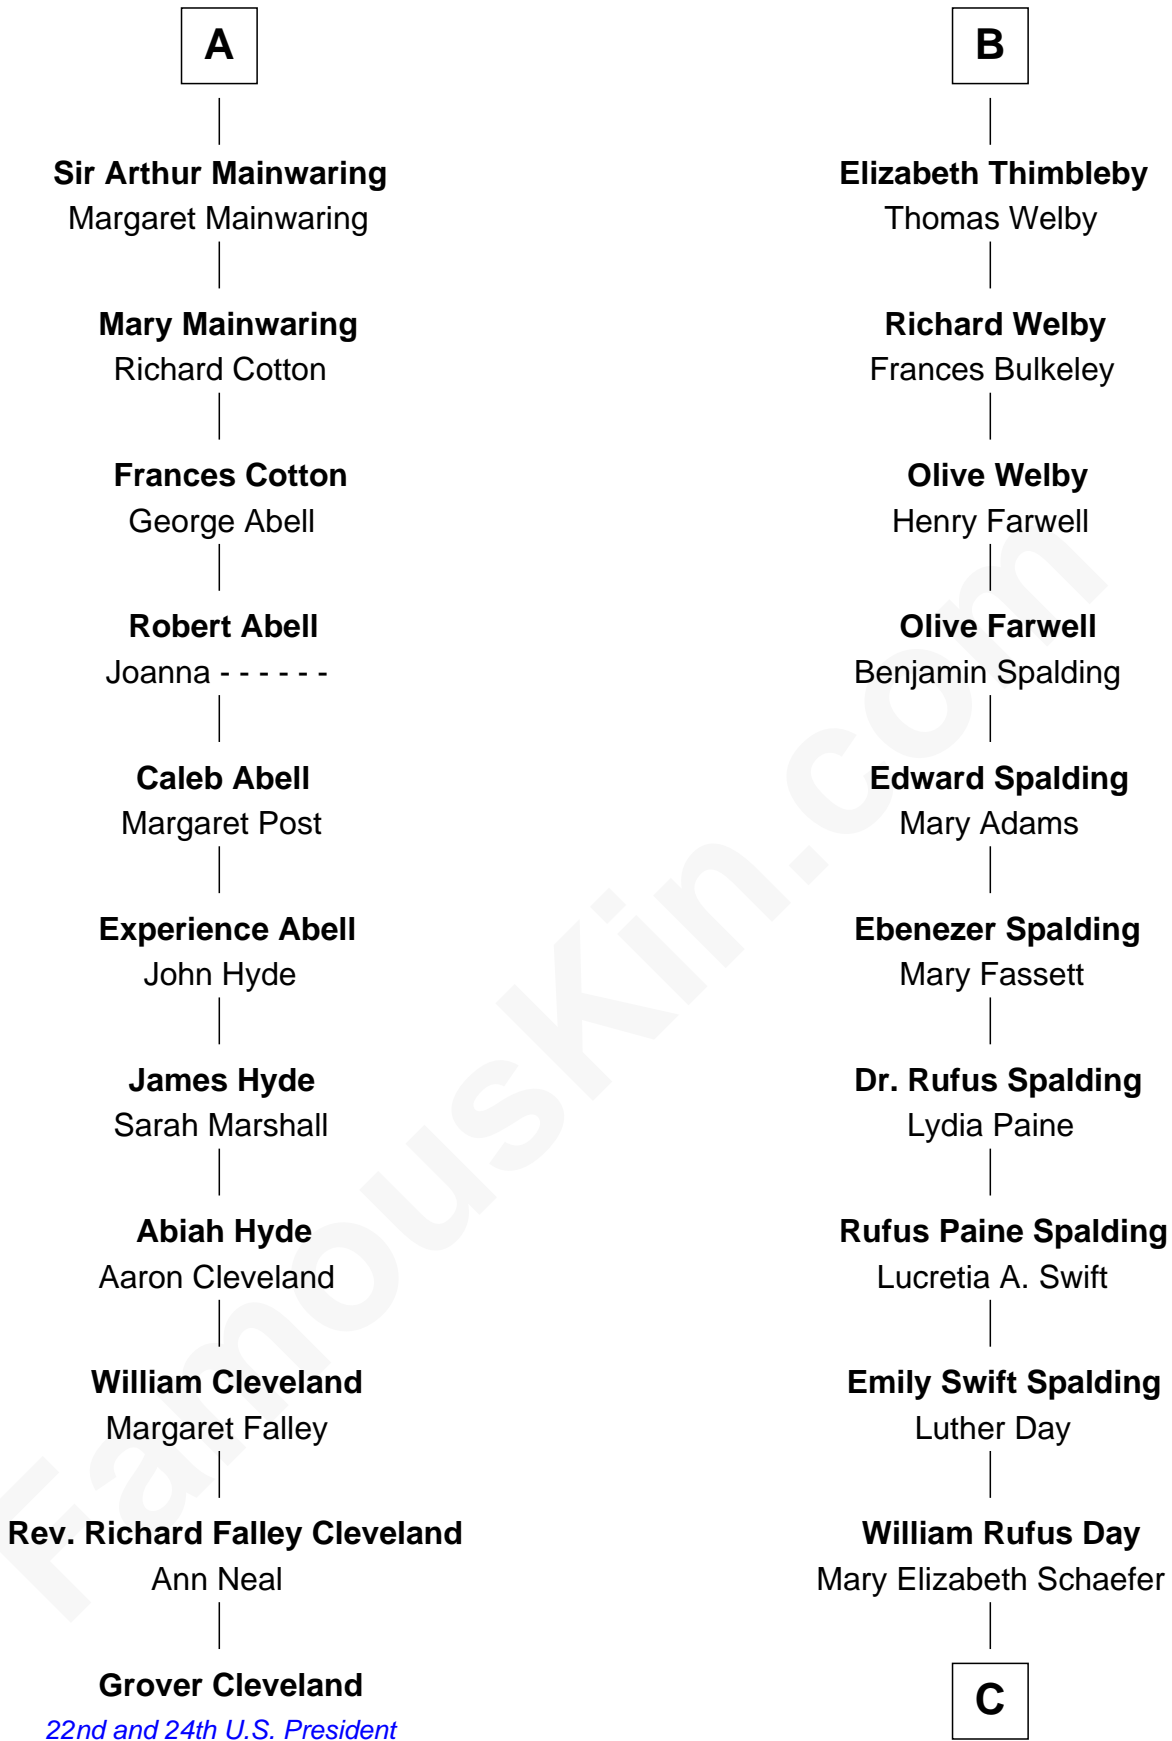 A
Sir Arthur Mainwaring
Margaret Mainwaring
Mary Mainwaring
Richard Cotton
Frances Cotton
George Abell
Robert Abell
Joanna - - - - - -
Caleb Abell
Margaret Post
Experience Abell
John Hyde
James Hyde
Sarah Marshall
Abiah Hyde
Aaron Cleveland
William Cleveland
Margaret Falley
Rev. Richard Falley Cleveland
Ann Neal
Grover Cleveland
22nd and 24th U.S. President
B
Elizabeth Thimbleby
Thomas Welby
Richard Welby
Frances Bulkeley
Olive Welby
Henry Farwell
Olive Farwell
Benjamin Spalding
Edward Spalding
Mary Adams
Ebenezer Spalding
Mary Fassett
Dr. Rufus Spalding
Lydia Paine
Rufus Paine Spalding
Lucretia A. Swift
Emily Swift Spalding
Luther Day
William Rufus Day
Mary Elizabeth Schaefer
C
FamousKin.com